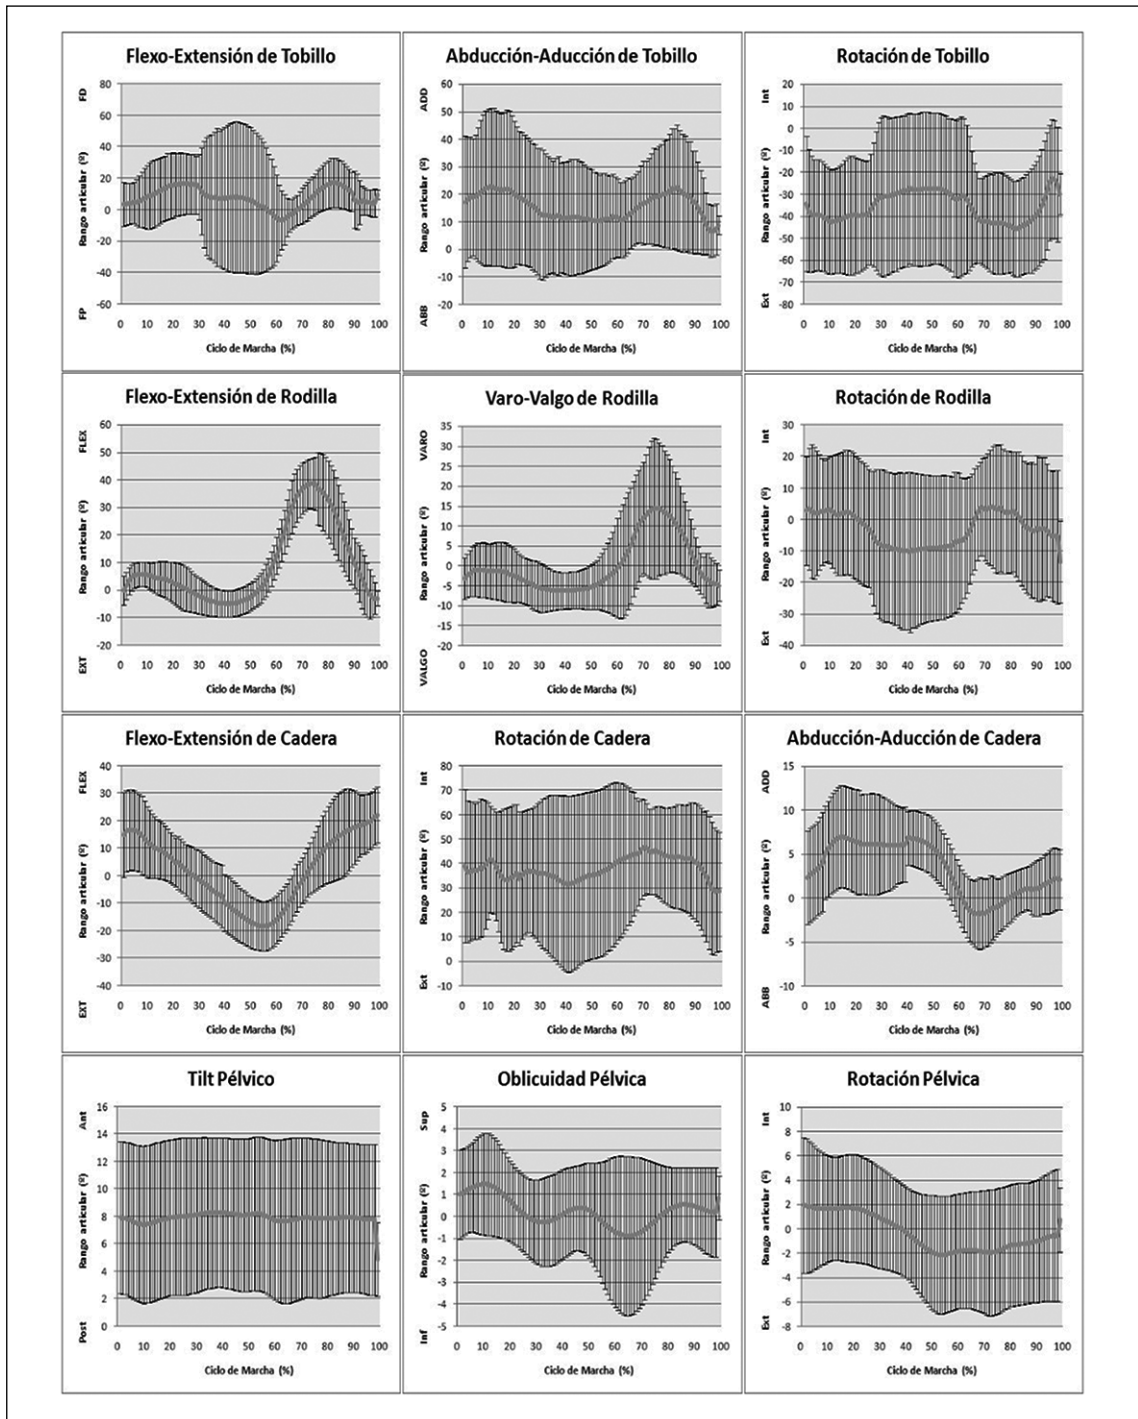 Flexo-Extensión de Tobillo
FD
80
60
40
20
0
-20
-40
-60
Rango articular (º)
FP
0 10 20 30 40 50 60 70 80 90 100
Ciclo de Marcha (%)
Abducción-Aducción de Tobillo
ADD
60
50
40
30
20
10
0
-10
-20
Rango articular (º)
ABB
0 10 20 30 40 50 60 70 80 90 100
Ciclo de Marcha (%)
Rotación de Tobillo
Int
20
10
0
-10
-20
-30
-40
-50
-60
-70
-80
Rango articular (º)
Ext
0 10 20 30 40 50 60 70 80 90 100
Ciclo de Marcha (%)
Flexo-Extensión de Rodilla
FLEX
60
50
40
30
20
10
0
-10
-20
Rango articular (º)
EXT
0 10 20 30 40 50 60 70 80 90 100
Ciclo de Marcha (%)
Varo-Valgo de Rodilla
VARO
35
30
25
20
15
10
5
0
-5
-10
-15
-20
Rango articular (º)
VALGO
0 10 20 30 40 50 60 70 80 90 100
Ciclo de Marcha (%)
Rotación de Rodilla
Int
30
20
10
0
-10
-20
-30
-40
Rango articular (º)
Ext
0 10 20 30 40 50 60 70 80 90 100
Ciclo de Marcha (%)
Flexo-Extensión de Cadera
FLEX
40
30
20
10
0
-10
-20
-30
-40
Rango articular (º)
EXT
0 10 20 30 40 50 60 70 80 90 100
Ciclo de Marcha (%)
Rotación de Cadera
Int
80
70
60
50
40
30
20
10
0
-10
Rango articular (º)
Ext
0 10 20 30 40 50 60 70 80 90 100
Ciclo de Marcha (%)
Abducción-Aducción de Cadera
ADD
15
10
5
0
-5
-10
Rango articular (º)
ABB
0 10 20 30 40 50 60 70 80 90 100
Ciclo de Marcha (%)
Tilt Pélvico
Ant
16
14
12
10
8
6
4
2
0
Rango articular (º)
Post
0 10 20 30 40 50 60 70 80 90 100
Ciclo de Marcha (%)
Oblicuidad Pélvica
Sup
5
4
3
2
1
0
-1
-2
-3
-4
-5
Rango articular (º)
Inf
0 10 20 30 40 50 60 70 80 90 100
Ciclo de Marcha (%)
Rotación Pélvica
Int
10
8
6
4
2
0
-2
-4
-6
-8
Rango articular (º)
Ext
0 10 20 30 40 50 60 70 80 90 100
Ciclo de Marcha (%)